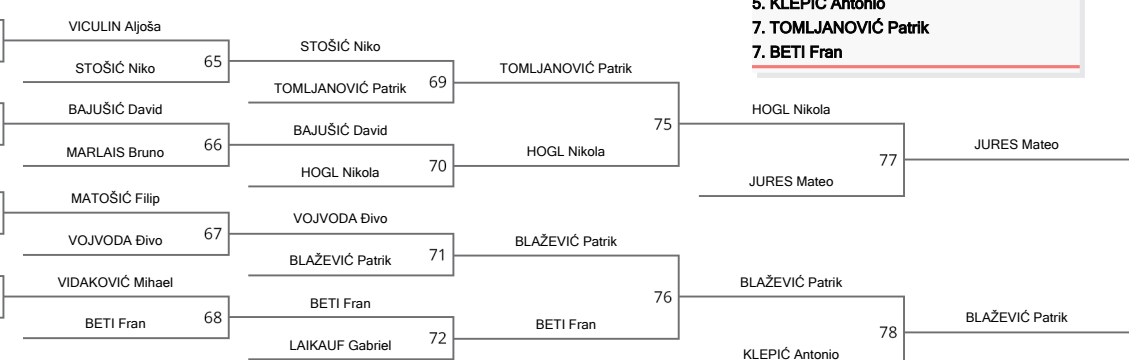 5. KLEPIĆ Antonio
7. TOMLJANOVIĆ Patrik
7. BETI Fran
VICULIN Aljoša
STOŠIĆ Niko
65
BAJUŠIĆ David
MARLAIS Bruno
66
MATOŠIĆ Filip
VOJVODA Đivo
67
VIDAKOVIĆ Mihael
BETI Fran
68
STOŠIĆ Niko
TOMLJANOVIĆ Patrik
69
BAJUŠIĆ David
HOGL Nikola
70
VOJVODA Đivo
BLAŽEVIĆ Patrik
71
BETI Fran
LAIKAUF Gabriel
72
TOMLJANOVIĆ Patrik
HOGL Nikola
75
BLAŽEVIĆ Patrik
BETI Fran
76
HOGL Nikola
JURES Mateo
77
BLAŽEVIĆ Patrik
KLEPIĆ Antonio
78
JURES Mateo
BLAŽEVIĆ Patrik